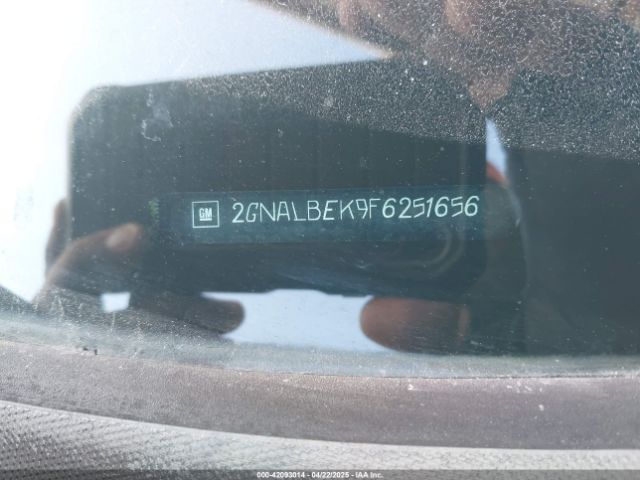 GM 2GNALBEK9F6251656
000-42093014 - 04/22/2025 - IAA Inc.